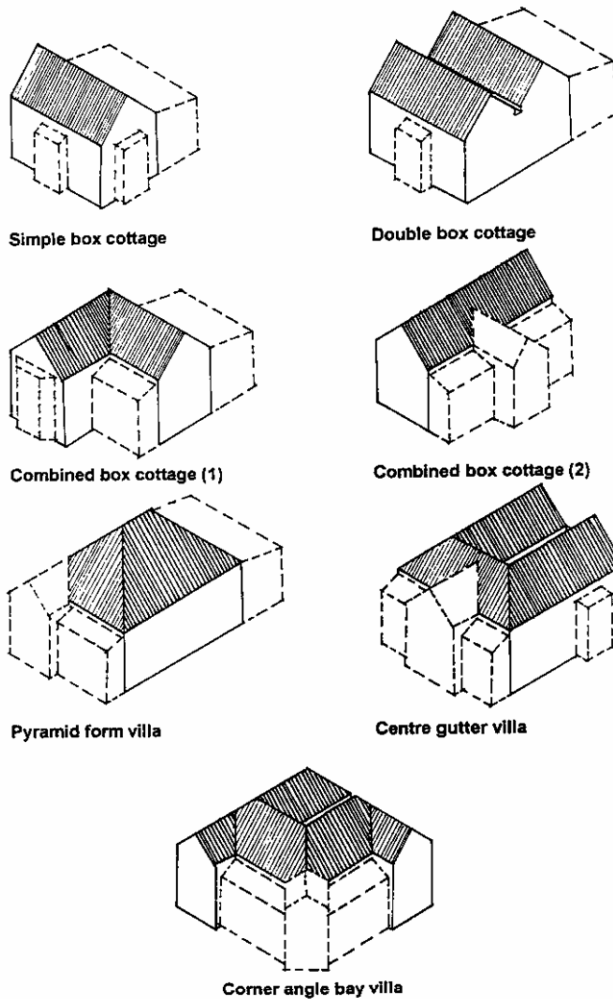 Simple box cottage
Double box cottage
Combined box cottage (1)
Combined box cottage (2)
Pyramid form villa
Centre gutter villa
Corner angle bay villa